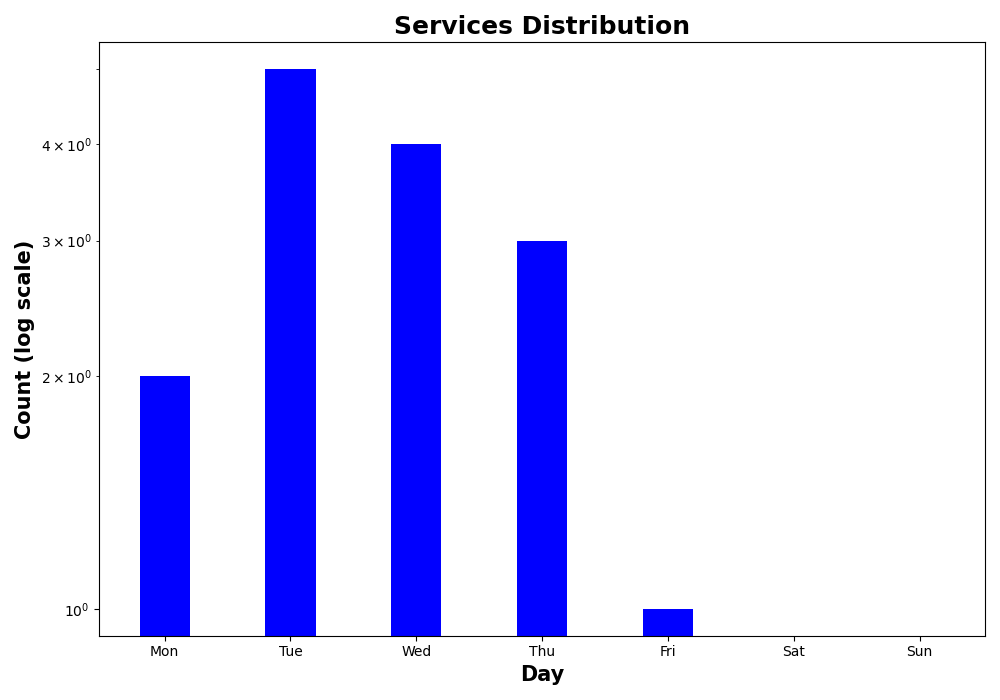 Services Distribution
Count (log scale)
4 × 10⁰
3 × 10⁰
2 × 10⁰
10⁰
Mon Tue Wed Thu Fri Sat Sun
Day